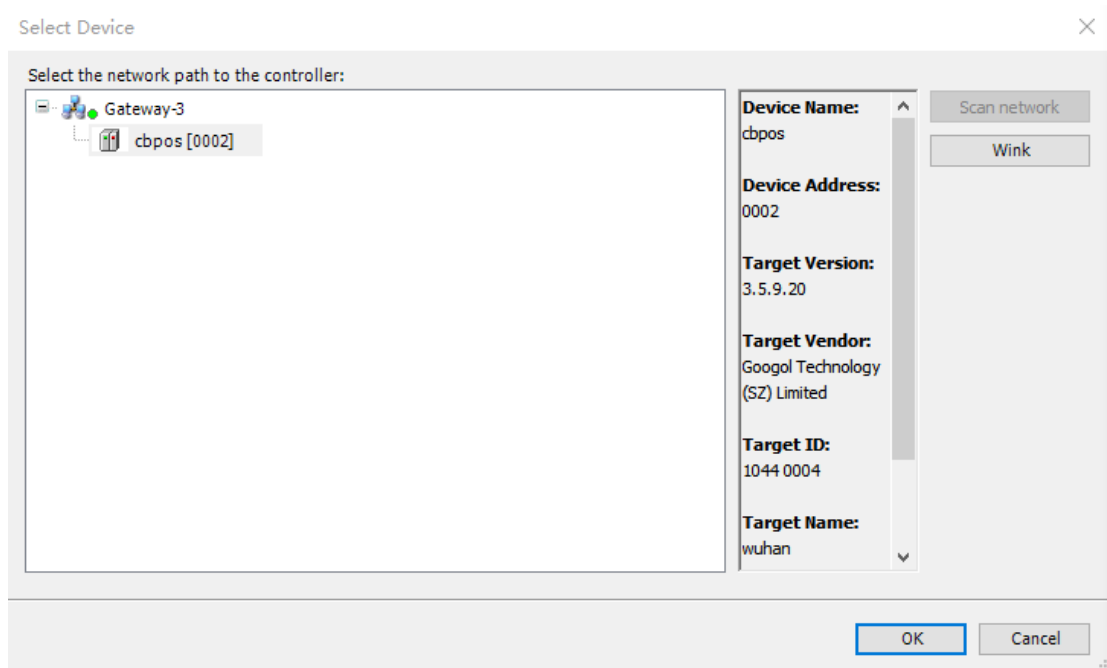 Select Device
Select the network path to the controller:
Gateway-3
cbpos [0002]
Device Name:
cbpos
Device Address:
0002
Target Version:
3.5.9.20
Target Vendor:
Googol Technology
(SZ) Limited
Target ID:
1044 0004
Target Name:
wuhan
Scan network
Wink
OK
Cancel